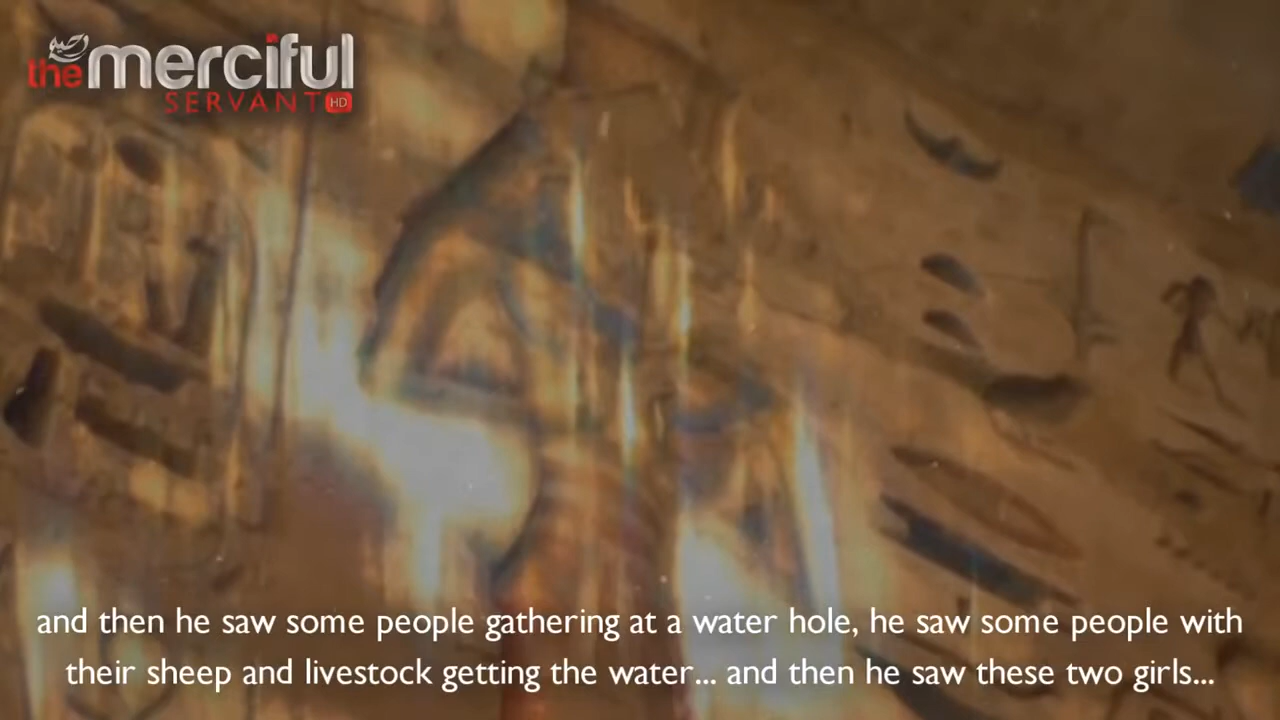 the merciful
SERVANT HD
and then he saw some people gathering at a water hole, he saw some people with
their sheep and livestock getting the water... and then he saw these two girls...